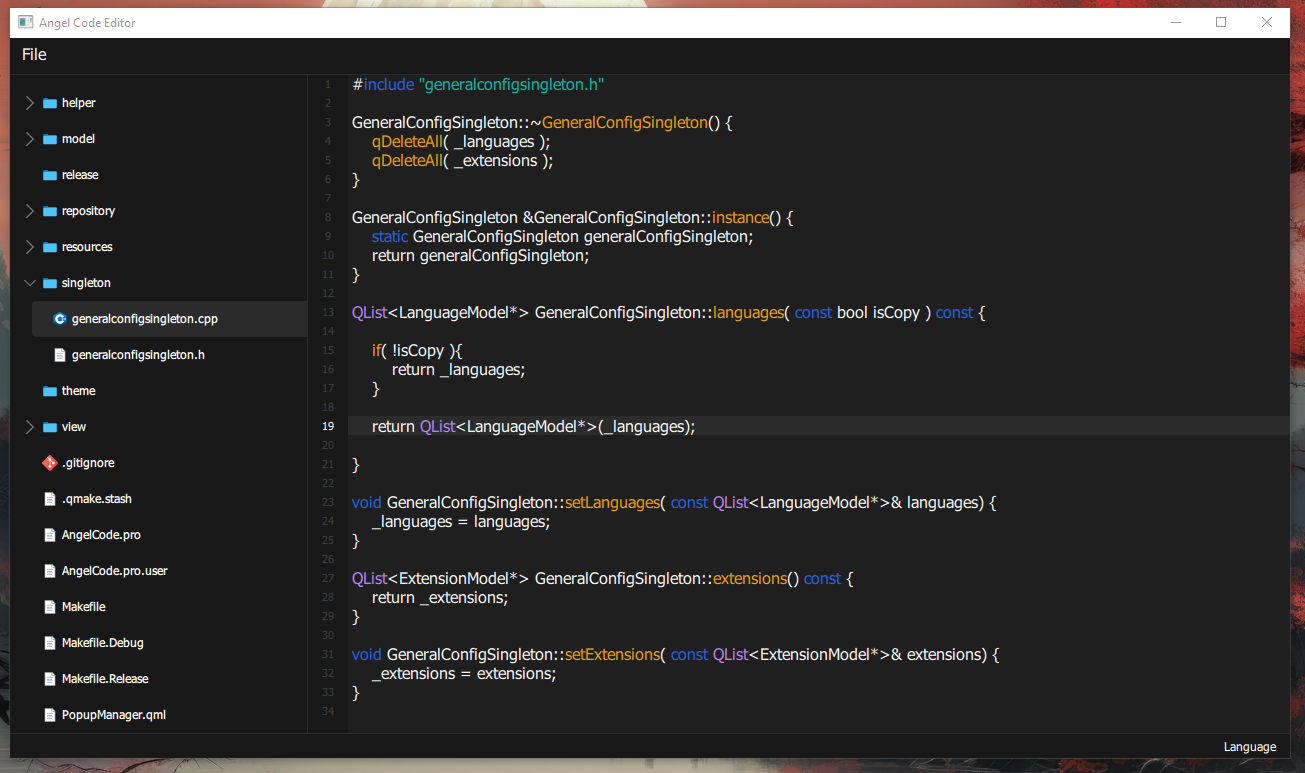 Angel Code Editor
File
helper
model
release
repository
resources
singleton
generalconfigsingleton.cpp
generalconfigsingleton.h
theme
view
.gitignore
.qmake.stash
AngelCode.pro
AngelCode.pro.user
Makefile
Makefile.Debug
Makefile.Release
PopupManager.qml
1 #include "generalconfigsingleton.h"
2
3 GeneralConfigSingleton::~GeneralConfigSingleton() {
4 qDeleteAll( _languages );
5 qDeleteAll( _extensions );
6 }
7
8 GeneralConfigSingleton &GeneralConfigSingleton::instance() {
9 static GeneralConfigSingleton generalConfigSingleton;
10 return generalConfigSingleton;
11 }
12
13 QList<LanguageModel*> GeneralConfigSingleton::languages( const bool isCopy ) const {
14
15 if( !isCopy ){
16 return _languages;
17 }
18
19 return QList<LanguageModel*>(_languages);
20
21 }
22
23 void GeneralConfigSingleton::setLanguages( const QList<LanguageModel*>& languages) {
24 _languages = languages;
25 }
26
27 QList<ExtensionModel*> GeneralConfigSingleton::extensions() const {
28 return _extensions;
29 }
30
31 void GeneralConfigSingleton::setExtensions( const QList<ExtensionModel*>& extensions) {
32 _extensions = extensions;
33 }
34
Language